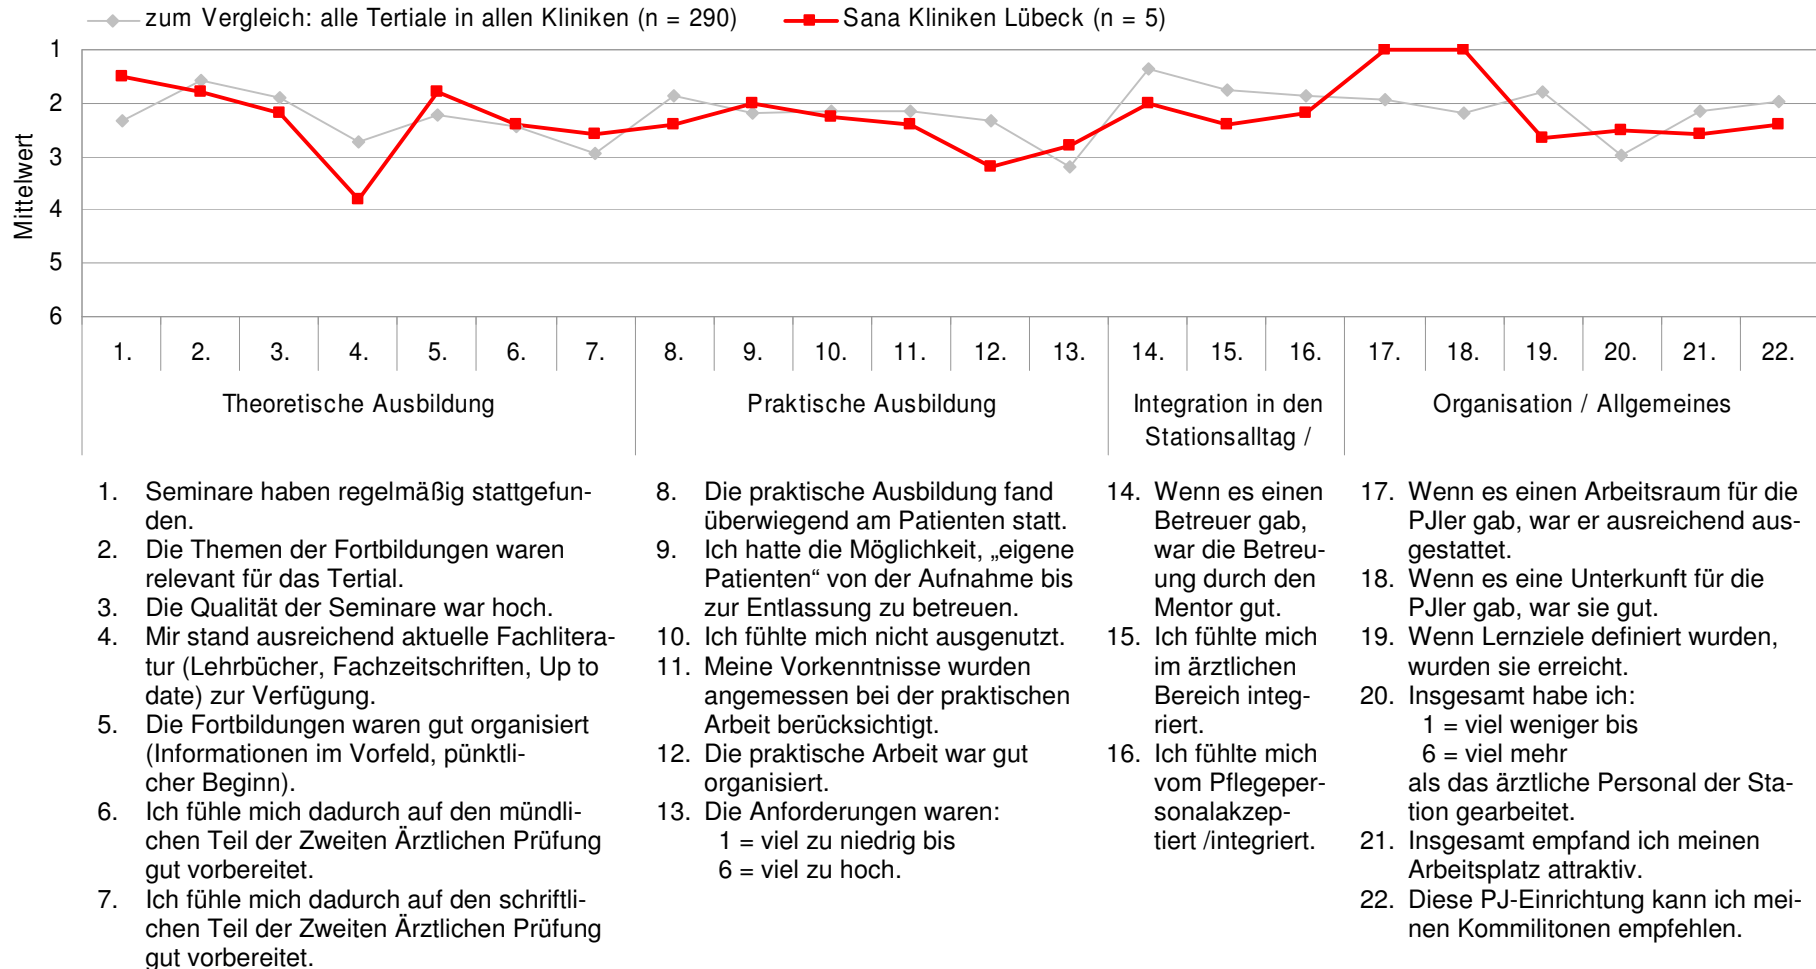 zum Vergleich: alle Tertiale in allen Kliniken (n = 290)
Sana Kliniken Lübeck (n = 5)
Mittelwert
1
2
3
4
5
6
1. 2. 3. 4. 5. 6. 7. 8. 9. 10. 11. 12. 13. 14. 15. 16. 17. 18. 19. 20. 21. 22.
Theoretische Ausbildung
Praktische Ausbildung
Integration in den
Stationsalltag /
Organisation / Allgemeines
1. Seminare haben regelmäßig stattgefun-
den.
2. Die Themen der Fortbildungen waren
relevant für das Tertial.
3. Die Qualität der Seminare war hoch.
4. Mir stand ausreichend aktuelle Fachlitera-
tur (Lehrbücher, Fachzeitschriften, Up to
date) zur Verfügung.
5. Die Fortbildungen waren gut organisiert
(Informationen im Vorfeld, pünktli-
cher Beginn).
6. Ich fühle mich dadurch auf den mündli-
chen Teil der Zweiten Ärztlichen Prüfung
gut vorbereitet.
7. Ich fühle mich dadurch auf den schriftli-
chen Teil der Zweiten Ärztlichen Prüfung
gut vorbereitet.
8. Die praktische Ausbildung fand
überwiegend am Patienten statt.
9. Ich hatte die Möglichkeit, „eigene
Patienten“ von der Aufnahme bis
zur Entlassung zu betreuen.
10. Ich fühlte mich nicht ausgenutzt.
11. Meine Vorkenntnisse wurden
angemessen bei der praktischen
Arbeit berücksichtigt.
12. Die praktische Arbeit war gut
organisiert.
13. Die Anforderungen waren:
1 = viel zu niedrig bis
6 = viel zu hoch.
14. Wenn es einen
Betreuer gab,
war die Betreu-
ung durch den
Mentor gut.
15. Ich fühlte mich
im ärztlichen
Bereich integ-
riert.
16. Ich fühlte mich
vom Pflegeper-
sonalakzep-
tiert /integriert.
17. Wenn es einen Arbeitsraum für die
PJler gab, war er ausreichend aus-
gestattet.
18. Wenn es eine Unterkunft für die
PJler gab, war sie gut.
19. Wenn Lernziele definiert wurden,
wurden sie erreicht.
20. Insgesamt habe ich:
1 = viel weniger bis
6 = viel mehr
als das ärztliche Personal der Sta-
tion gearbeitet.
21. Insgesamt empfand ich meinen
Arbeitsplatz attraktiv.
22. Diese PJ-Einrichtung kann ich mei-
nen Kommilitonen empfehlen.